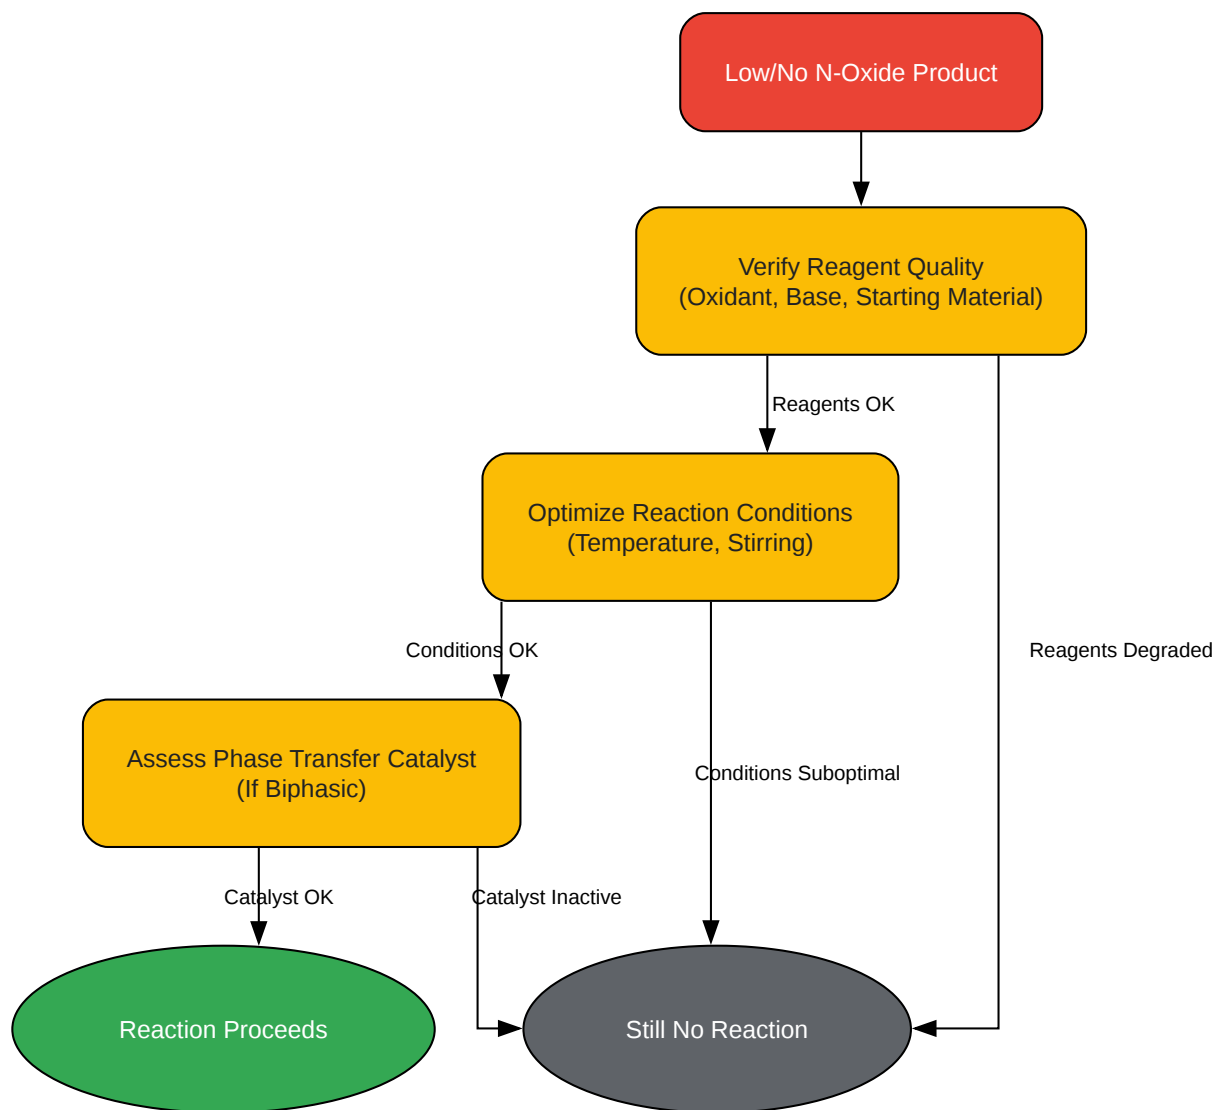 Low/No N-Oxide Product
Verify Reagent Quality
(Oxidant, Base, Starting Material)
Reagents OK
Optimize Reaction Conditions
(Temperature, Stirring)
Conditions OK
Reagents Degraded
Assess Phase Transfer Catalyst
(If Biphasic)
Conditions Suboptimal
Catalyst OK
Catalyst Inactive
Reaction Proceeds
Still No Reaction